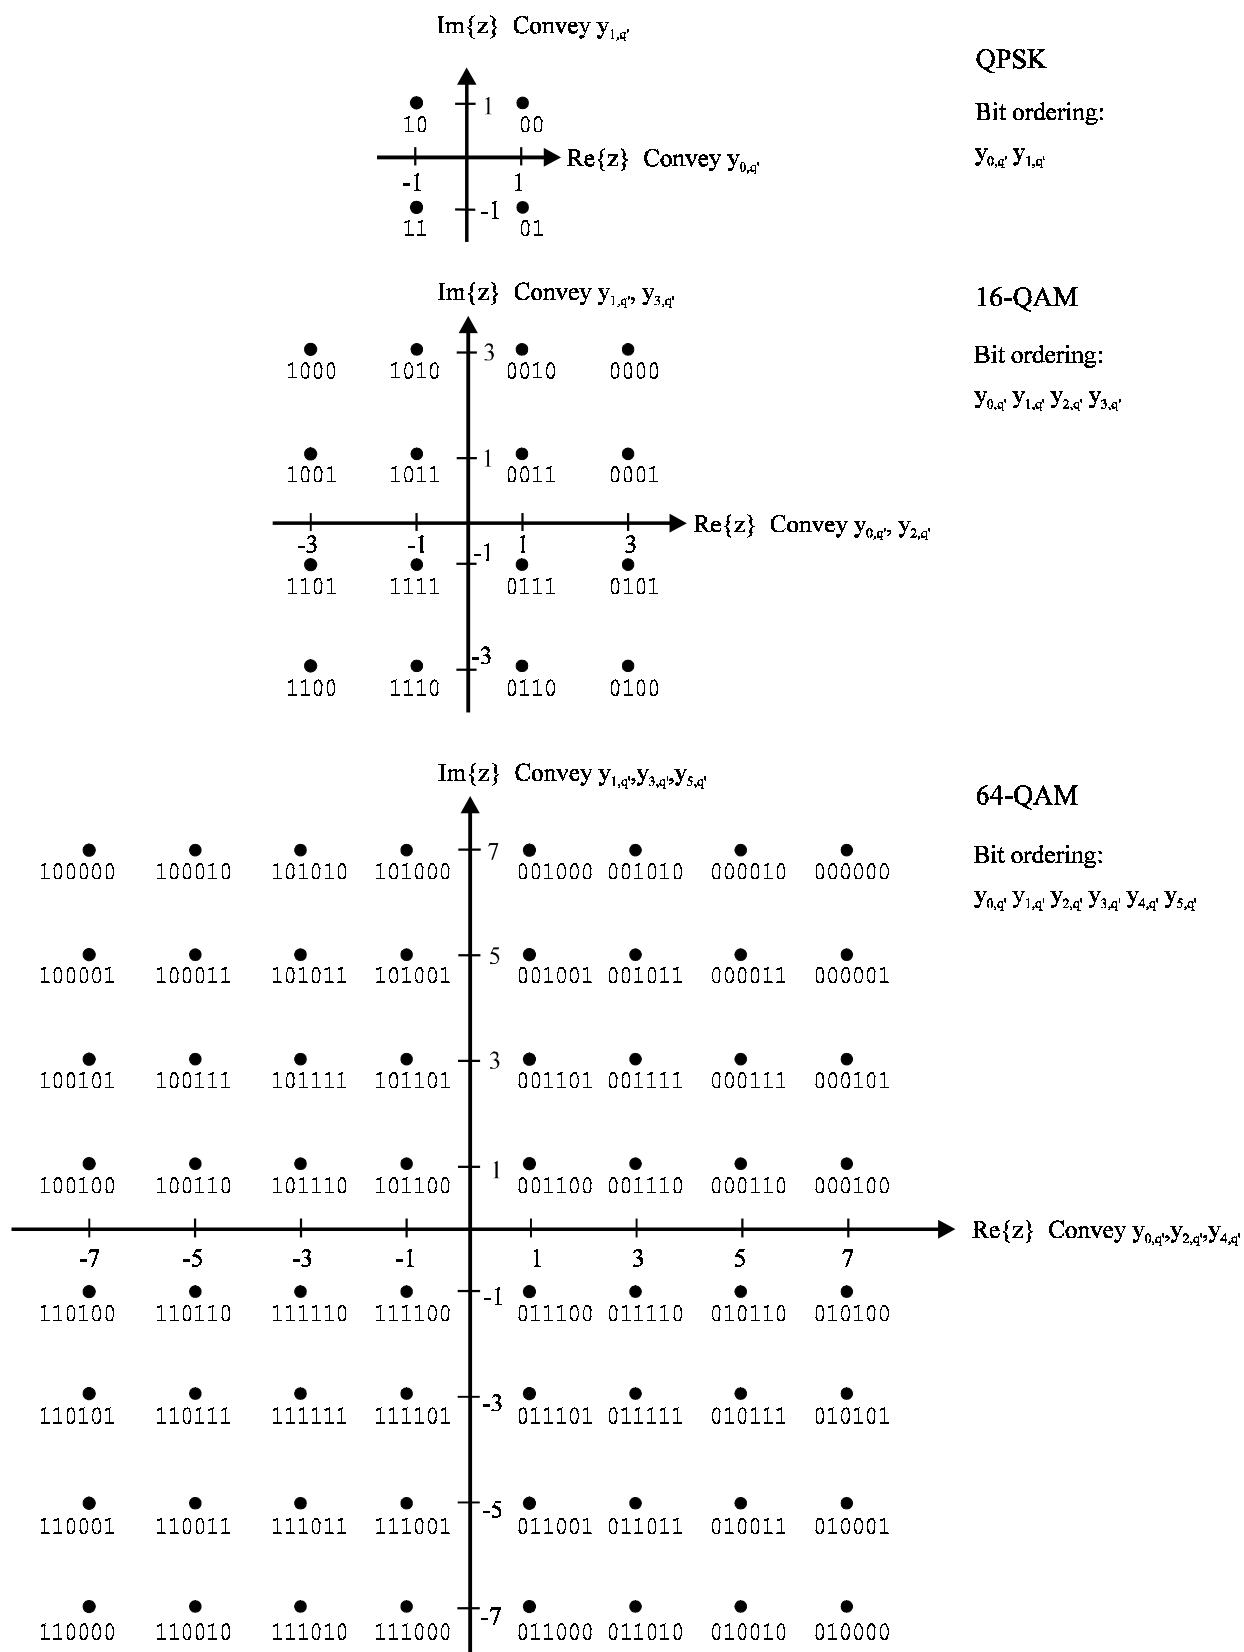 Im{z} Convey y1,q'
QPSK
Bit ordering:
y0,q' y1,q'
1
10 00
Re{z} Convey y0,q'
-1 1
-1
11 01
Im{z} Convey y1,q', y3,q'
16-QAM
Bit ordering:
y0,q' y1,q' y2,q' y3,q'
3
1000 1010 0010 0000
1
1001 1011 0011 0001
Re{z} Convey y0,q', y2,q'
-3 -1 1 3
-1
1101 1111 0111 0101
-3
1100 1110 0110 0100
Im{z} Convey y1,q',y3,q',y5,q'
64-QAM
Bit ordering:
y0,q' y1,q' y2,q' y3,q' y4,q' y5,q'
7
100000 100010 101010 101000 001000 001010 000010 000000
5
100001 100011 101011 101001 001001 001011 000011 000001
3
100101 100111 101111 101101 001101 001111 000111 000101
1
100100 100110 101110 101100 001100 001110 000110 000100
Re{z} Convey y0,q',y2,q',y4,q'
-7 -5 -3 -1 1 3 5 7
-1
110100 110110 111110 111100 011100 011110 010110 010100
-3
110101 110111 111111 111101 011101 011111 010111 010101
-5
110001 110011 111011 111001 011001 011011 010011 010001
-7
110000 110010 111010 111000 011000 011010 010010 010000